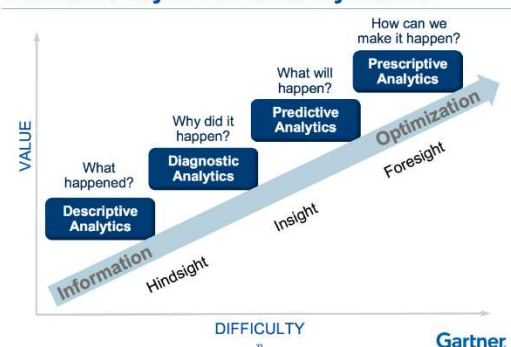 How can we
make it happen?
Prescriptive
Analytics
What will
happen?
Predictive
Analytics
Why did it
happen?
Diagnostic
Analytics
What
happened?
Descriptive
Analytics
VALUE
Information
Optimization
Hindsight
Insight
Foresight
DIFFICULTY
Gartner